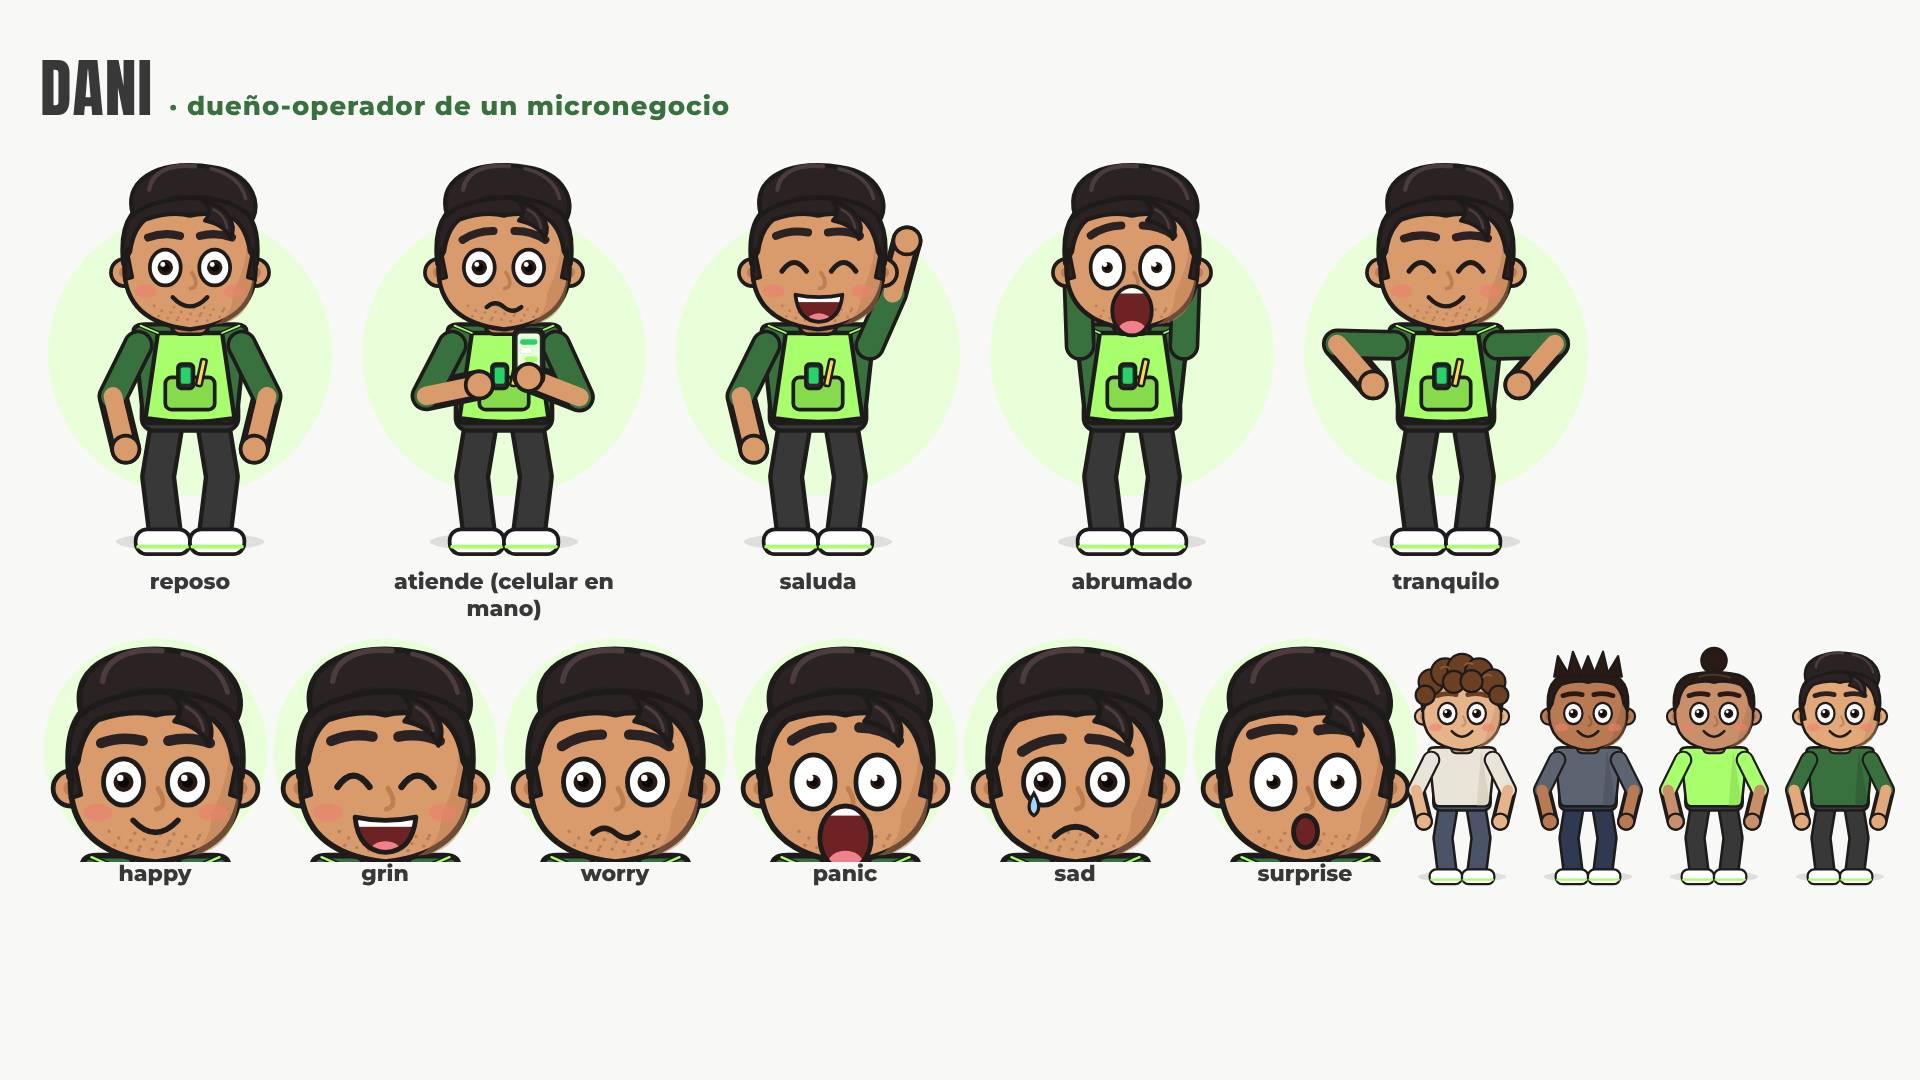 DANI · dueño-operador de un micronegocio
reposo
atiende (celular en
mano)
saluda
abrumado
tranquilo
happy
grin
worry
panic
sad
surprise